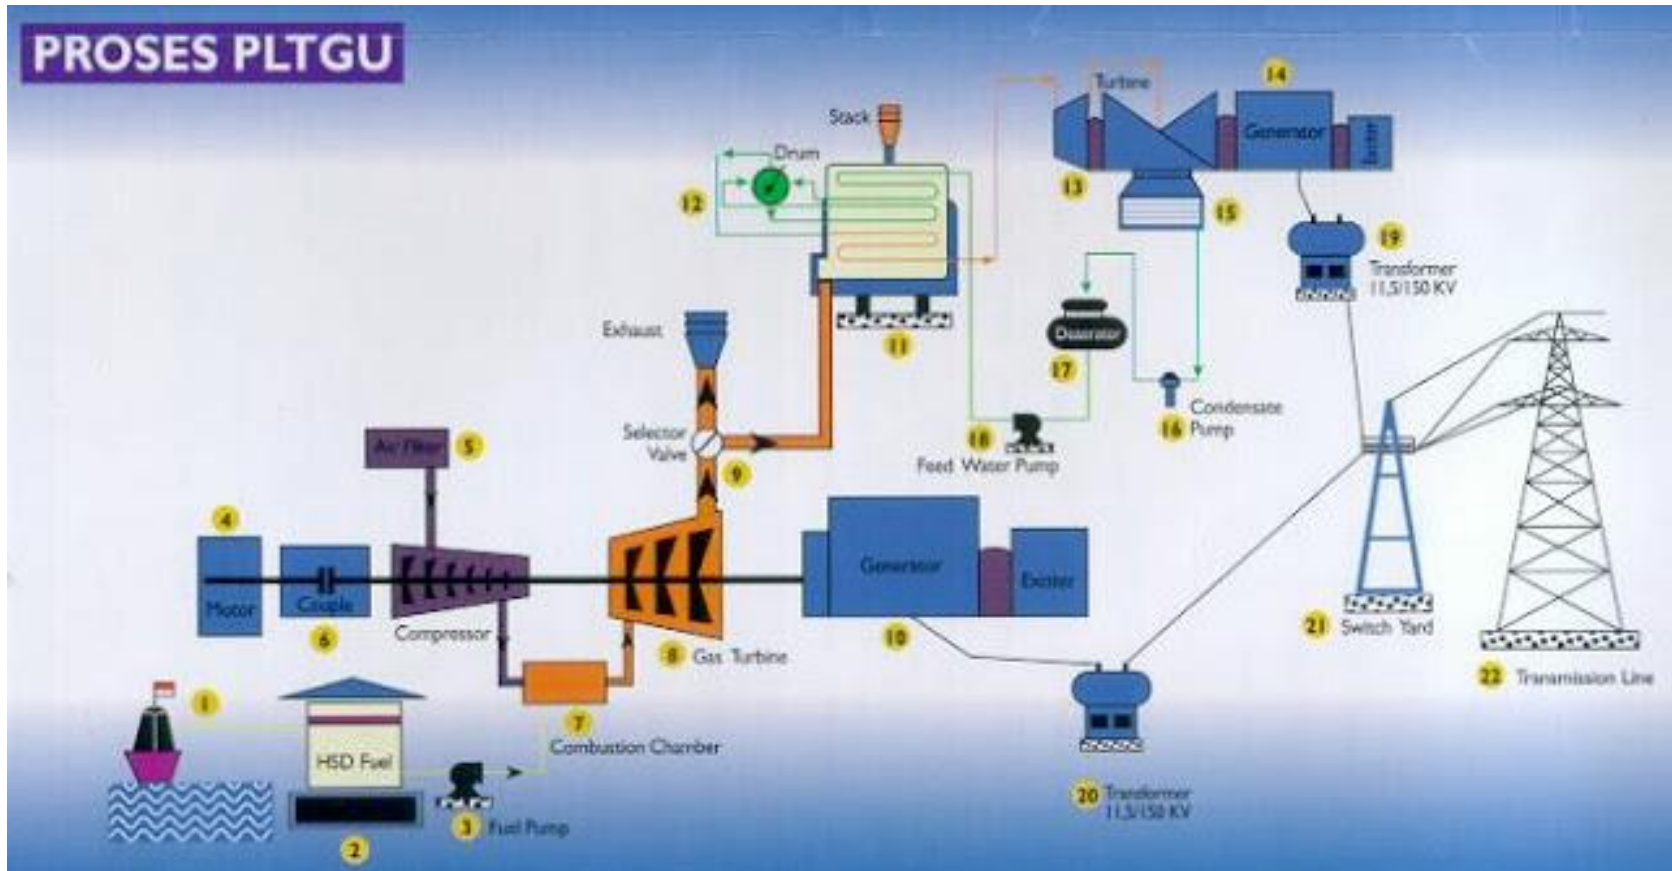 PROSES PLTGU
14
Turbine
Stack
Generator
Exiter
Drum
13
12
15
19
Transformer
11,5/150 KV
Exhaust
11
Deaerator
17
Condensate
Pump
16
Selector
Valve
18
Feed Water Pump
Air Filter
5
9
4
Generator
Exciter
Motor
Couple
6
Compressor
10
8
Gas Turbine
21
Switch Yard
22
Transmission Line
1
7
Combustion Chamber
HSD Fuel
20
Transformer
11,5/150 KV
3
Fuel Pump
2